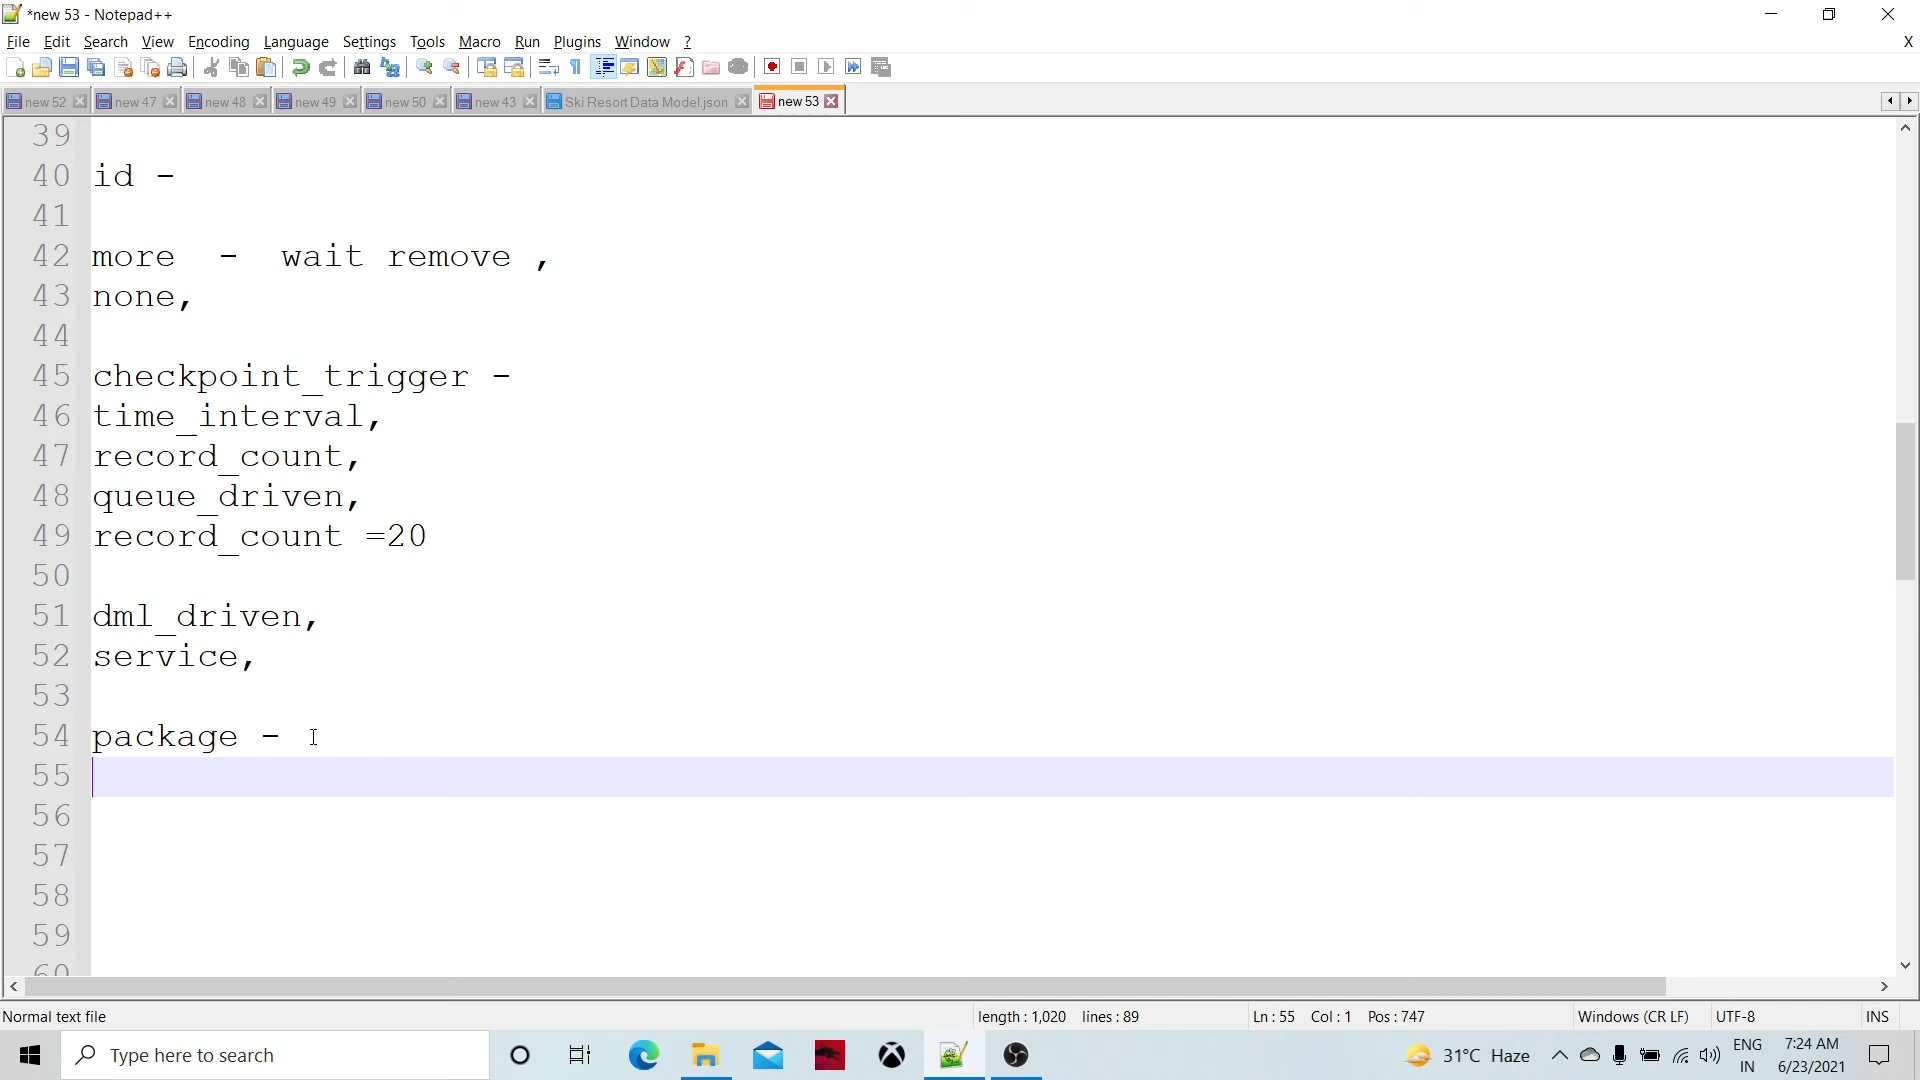 *new 53 - Notepad++
File Edit Search View Encoding Language Settings Tools Macro Run Plugins Window ?
X
new 52 new 47 new 48 new 49 new 50 new 43 Ski Resort Data Model.json new 53
39
40 id -
41
42 more  -  wait remove ,
43 none,
44
45 checkpoint_trigger -
46 time_interval,
47 record_count,
48 queue_driven,
49 record_count =20
50
51 dml_driven,
52 service,
53
54 package -
55
56
57
58
59
60
Normal text file length : 1,020 lines : 89 Ln : 55 Col : 1 Pos : 747 Windows (CR LF) UTF-8 INS
Type here to search 31°C Haze ENG IN 7:24 AM 6/23/2021